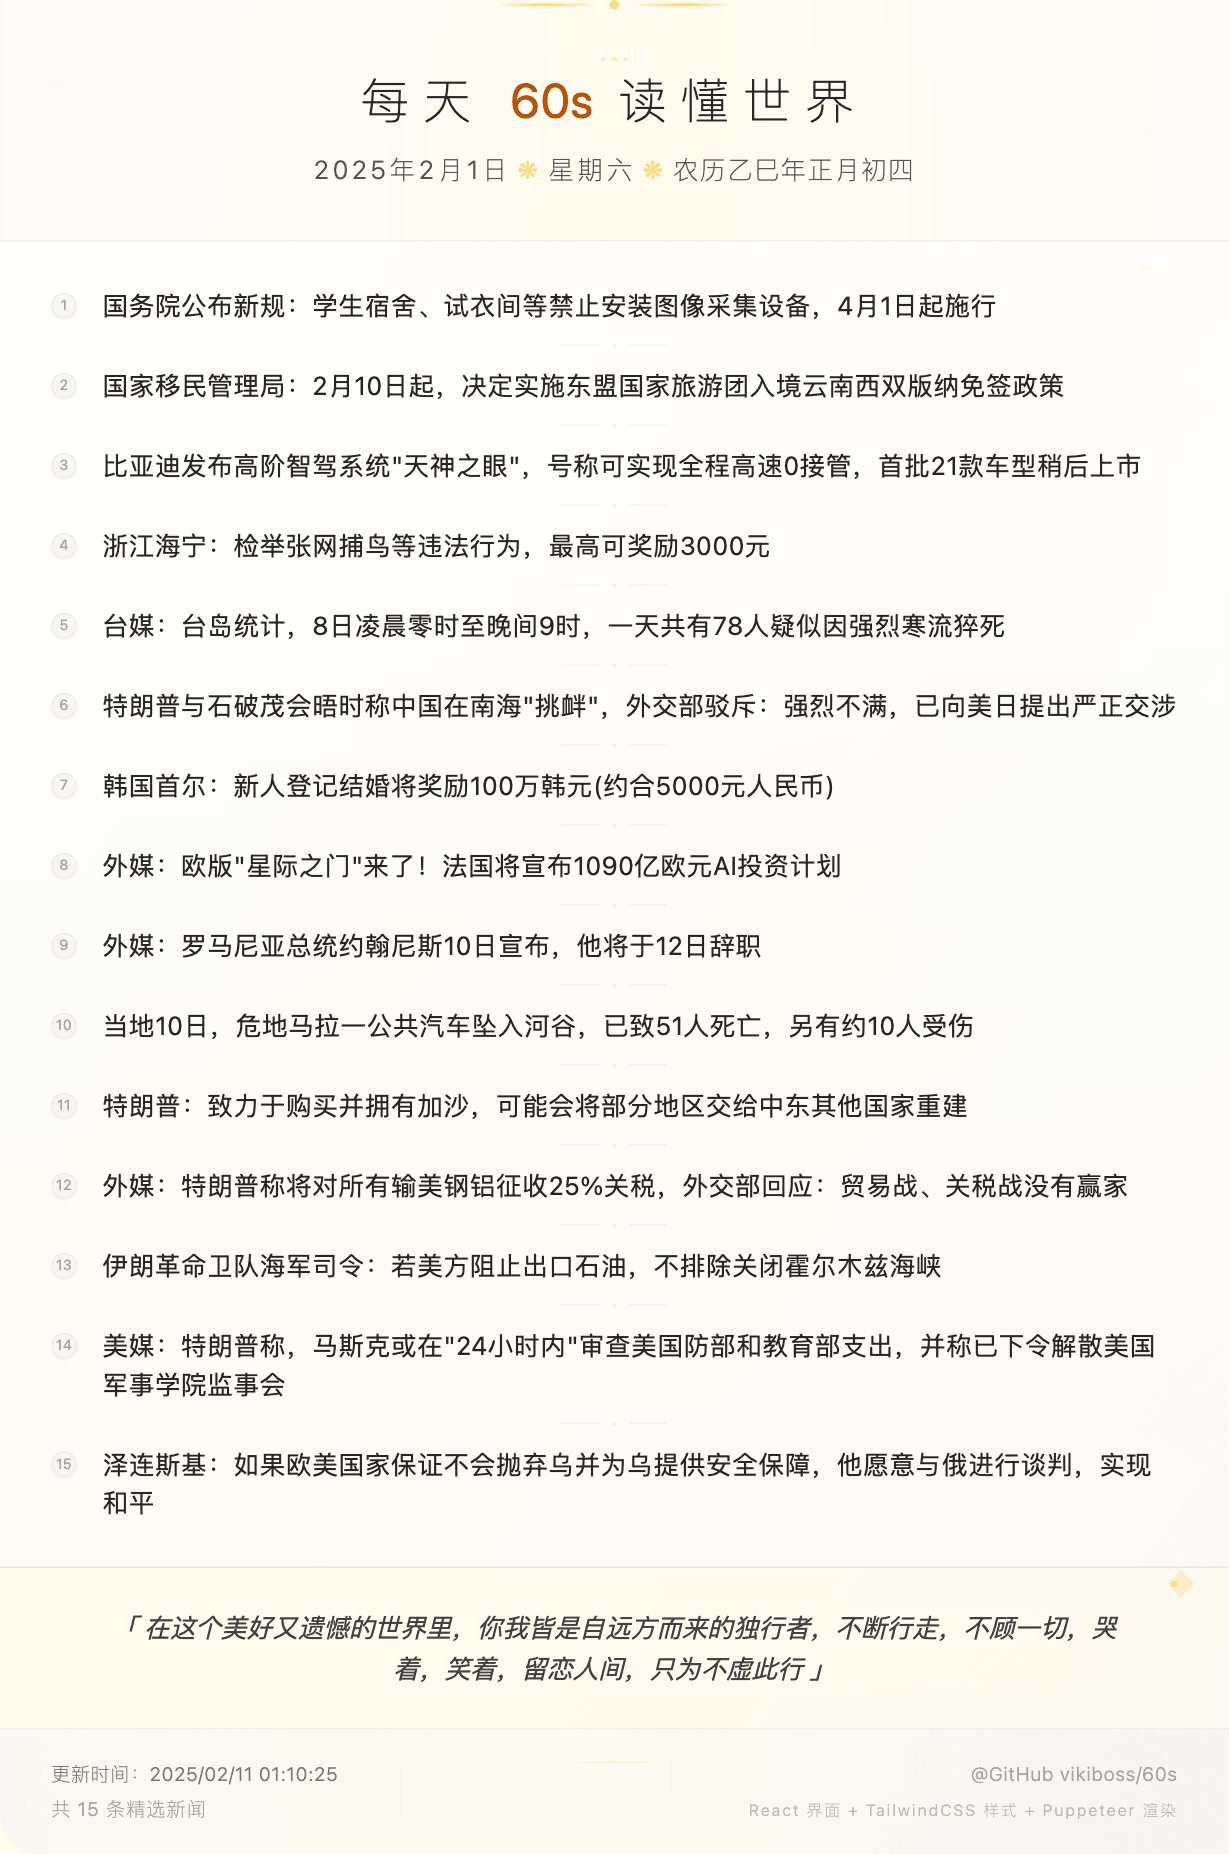 每天 60s 读懂世界
2025年2月1日 ❋ 星期六 ❋ 农历乙巳年正月初四
1 国务院公布新规：学生宿舍、试衣间等禁止安装图像采集设备，4月1日起施行
2 国家移民管理局：2月10日起，决定实施东盟国家旅游团入境云南西双版纳免签政策
3 比亚迪发布高阶智驾系统"天神之眼"，号称可实现全程高速0接管，首批21款车型稍后上市
4 浙江海宁：检举张网捕鸟等违法行为，最高可奖励3000元
5 台媒：台岛统计，8日凌晨零时至晚间9时，一天共有78人疑似因强烈寒流猝死
6 特朗普与石破茂会晤时称中国在南海"挑衅"，外交部驳斥：强烈不满，已向美日提出严正交涉
7 韩国首尔：新人登记结婚将奖励100万韩元(约合5000元人民币)
8 外媒：欧版"星际之门"来了！法国将宣布1090亿欧元AI投资计划
9 外媒：罗马尼亚总统约翰尼斯10日宣布，他将于12日辞职
10 当地10日，危地马拉一公共汽车坠入河谷，已致51人死亡，另有约10人受伤
11 特朗普：致力于购买并拥有加沙，可能会将部分地区交给中东其他国家重建
12 外媒：特朗普称将对所有输美钢铝征收25%关税，外交部回应：贸易战、关税战没有赢家
13 伊朗革命卫队海军司令：若美方阻止出口石油，不排除关闭霍尔木兹海峡
14 美媒：特朗普称，马斯克或在"24小时内"审查美国防部和教育部支出，并称已下令解散美国
军事学院监事会
15 泽连斯基：如果欧美国家保证不会抛弃乌并为乌提供安全保障，他愿意与俄进行谈判，实现
和平
「 在这个美好又遗憾的世界里，你我皆是自远方而来的独行者，不断行走，不顾一切，哭
着，笑着，留恋人间，只为不虚此行 」
更新时间：2025/02/11 01:10:25
@GitHub vikiboss/60s
共 15 条精选新闻
React 界面 + TailwindCSS 样式 + Puppeteer 渲染